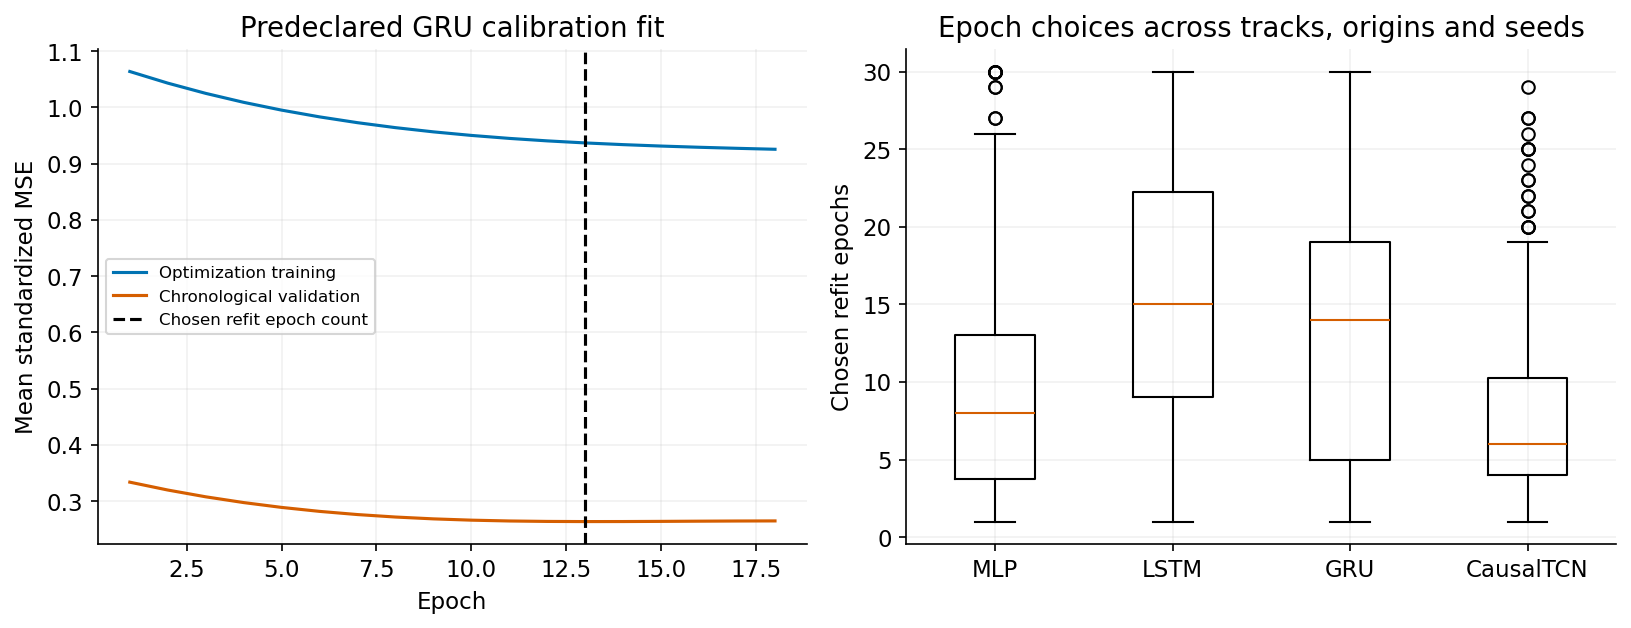 Predeclared GRU calibration fit
Mean standardized MSE
1.1
1.0
0.9
0.8
0.7
0.6
0.5
0.4
0.3
Optimization training
Chronological validation
Chosen refit epoch count
2.5 5.0 7.5 10.0 12.5 15.0 17.5
Epoch
Epoch choices across tracks, origins and seeds
Chosen refit epochs
30
25
20
15
10
5
0
MLP LSTM GRU CausalTCN